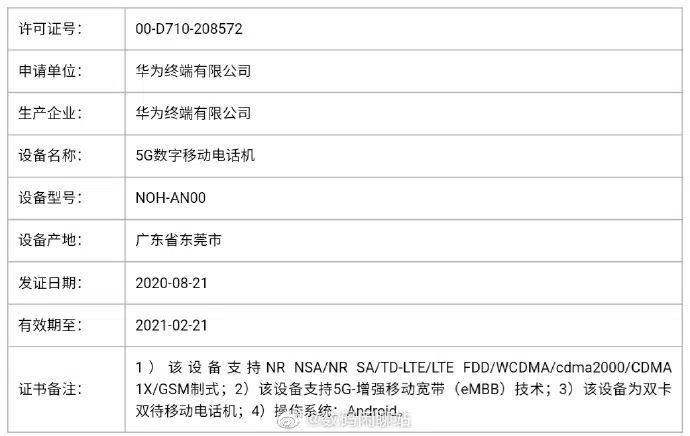 许可证号： 00-D710-208572
申请单位： 华为终端有限公司
生产企业： 华为终端有限公司
设备名称： 5G数字移动电话机
设备型号： NOH-AN00
设备产地： 广东省东莞市
发证日期： 2020-08-21
有效期至： 2021-02-21
1）该设备支持NR NSA/NR SA/TD-LTE/LTE FDD/WCDMA/cdma2000/CDMA
证书备注： 1X/GSM制式；2）该设备支持5G-增强移动宽带（eMBB）技术；3）该设备为双卡
双待移动电话机；4）操作系统：Android。
@数码闲聊站